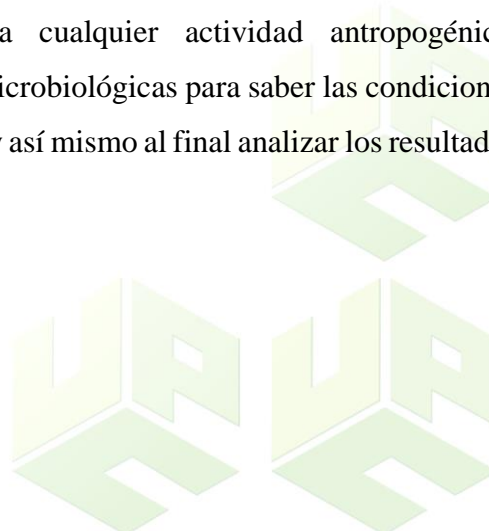 a cualquier actividad antropogénic
icrobiológicas para saber las condicion
y así mismo al final analizar los resultad